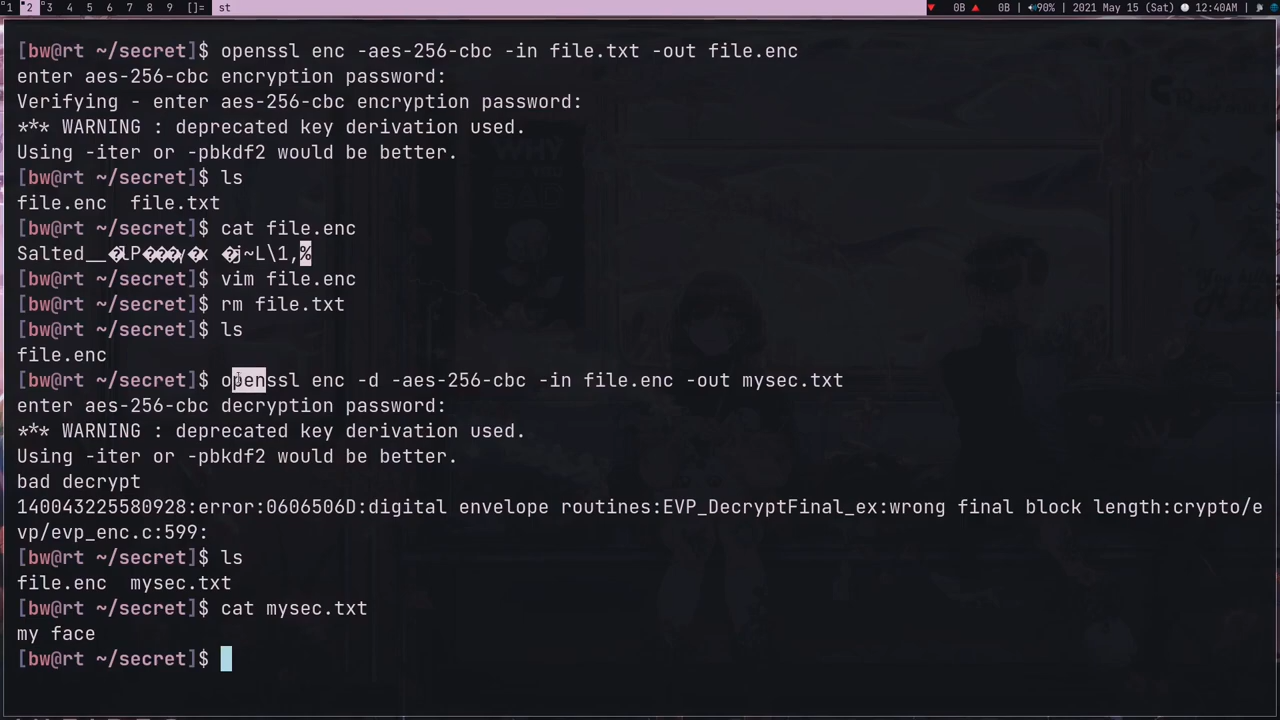 1 2 3 4 5 6 7 8 9 []= st 0B 0B 90% | 2021 May 15 (Sat) 12:40AM |
[bw@rt ~/secret]$ openssl enc -aes-256-cbc -in file.txt -out file.enc
enter aes-256-cbc encryption password:
Verifying - enter aes-256-cbc encryption password:
*** WARNING : deprecated key derivation used.
Using -iter or -pbkdf2 would be better.
[bw@rt ~/secret]$ ls
file.enc  file.txt
[bw@rt ~/secret]$ cat file.enc
Salted__�lP���y�x �j~L\1,%
[bw@rt ~/secret]$ vim file.enc
[bw@rt ~/secret]$ rm file.txt
[bw@rt ~/secret]$ ls
file.enc
[bw@rt ~/secret]$ openssl enc -d -aes-256-cbc -in file.enc -out mysec.txt
enter aes-256-cbc decryption password:
*** WARNING : deprecated key derivation used.
Using -iter or -pbkdf2 would be better.
bad decrypt
140043225580928:error:0606506D:digital envelope routines:EVP_DecryptFinal_ex:wrong final block length:crypto/e
vp/evp_enc.c:599:
[bw@rt ~/secret]$ ls
file.enc  mysec.txt
[bw@rt ~/secret]$ cat mysec.txt
my face
[bw@rt ~/secret]$